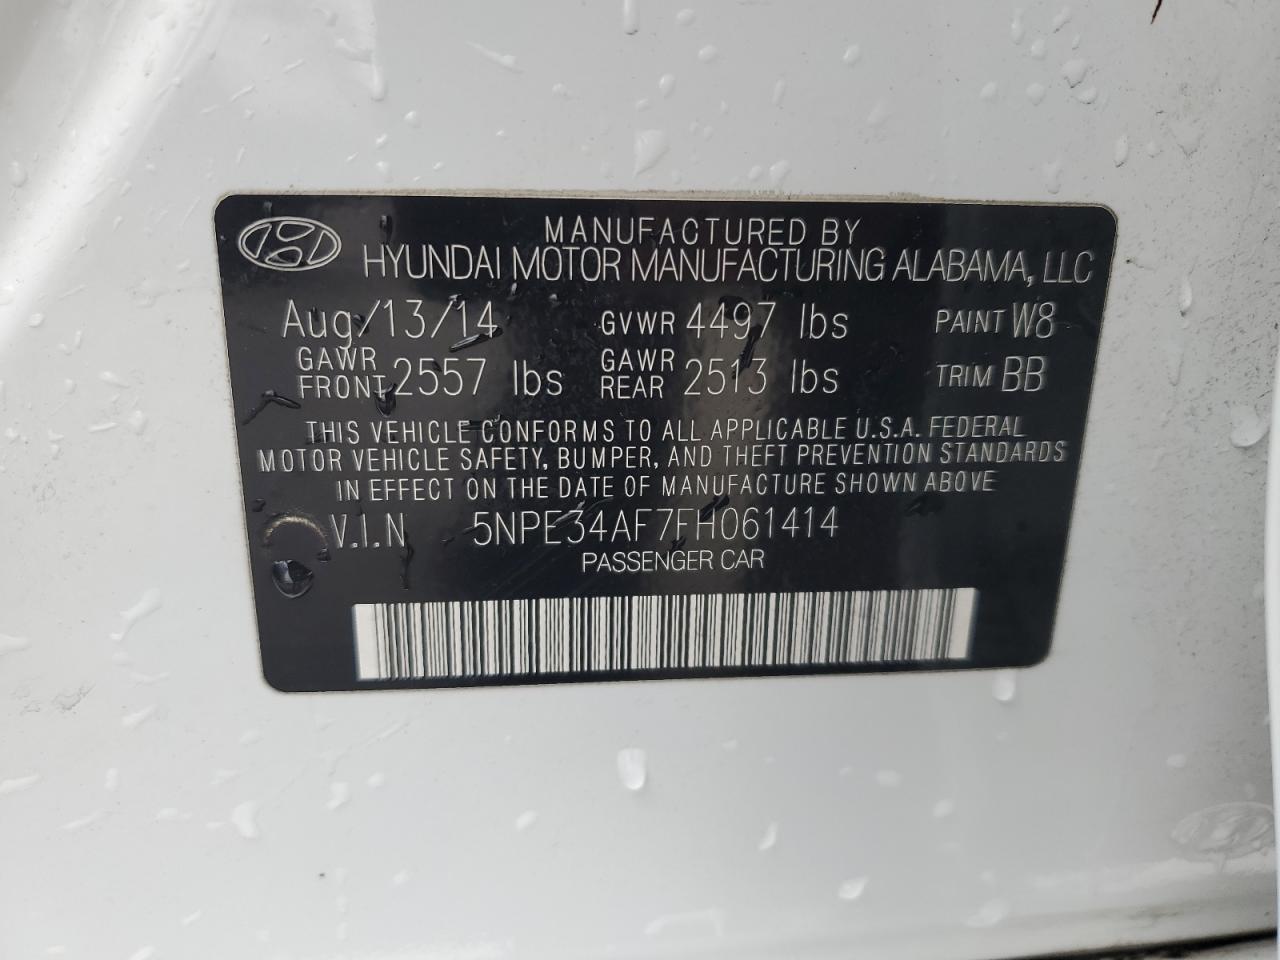 MANUFACTURED BY
HYUNDAI MOTOR MANUFACTURING ALABAMA, LLC
Aug/13/14 GVWR 4497 lbs PAINT W8
GAWR FRONT 2557 lbs GAWR REAR 2513 lbs TRIM BB
THIS VEHICLE CONFORMS TO ALL APPLICABLE U.S.A. FEDERAL
MOTOR VEHICLE SAFETY, BUMPER, AND THEFT PREVENTION STANDARDS
IN EFFECT ON THE DATE OF MANUFACTURE SHOWN ABOVE
V.I.N 5NPE34AF7FH061414
PASSENGER CAR